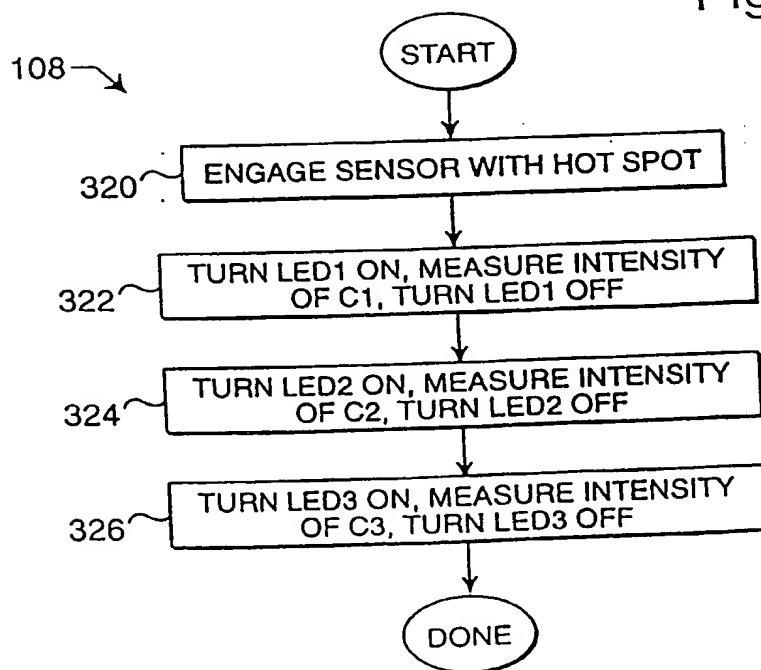 Fig
START
108
ENGAGE SENSOR WITH HOT SPOT
320
TURN LED1 ON, MEASURE INTENSITY
OF C1, TURN LED1 OFF
322
TURN LED2 ON, MEASURE INTENSITY
OF C2, TURN LED2 OFF
324
TURN LED3 ON, MEASURE INTENSITY
OF C3, TURN LED3 OFF
326
DONE